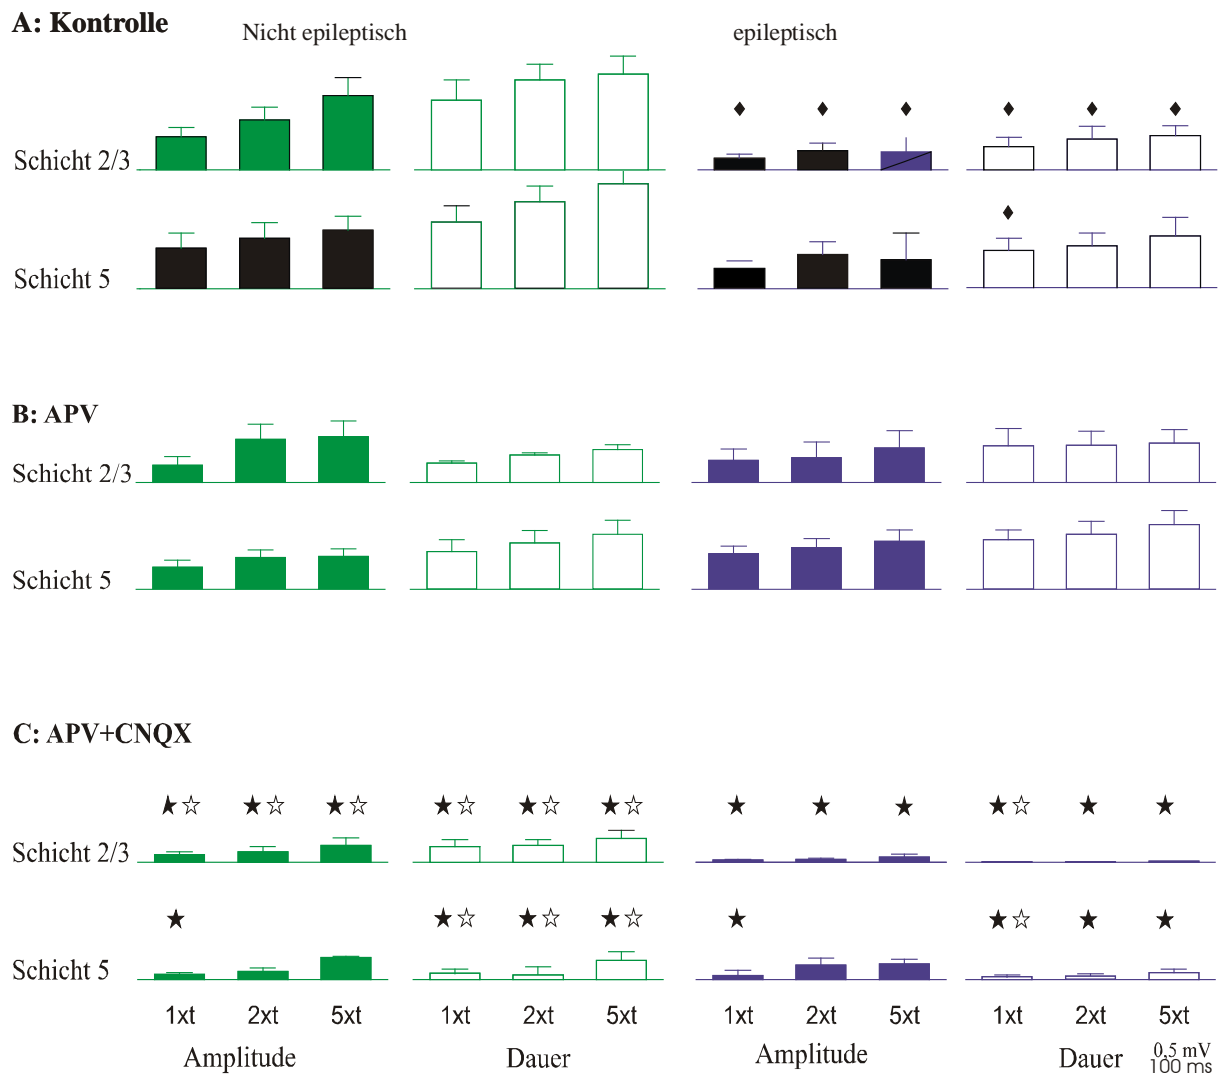 A: Kontrolle
Nicht epileptisch epileptisch
Schicht 2/3
Schicht 5
B: APV
Schicht 2/3
Schicht 5
C: APV+CNQX
Schicht 2/3
Schicht 5
1xt 2xt 5xt 1xt 2xt 5xt 1xt 2xt 5xt 1xt 2xt 5xt
Amplitude Dauer Amplitude Dauer
0.5 mV
100 ms